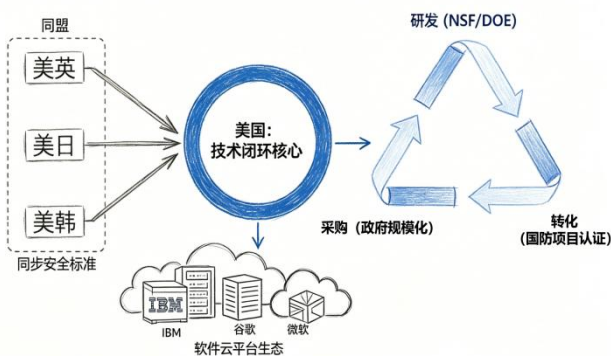 同盟
美英
美日
美韩
同步安全标准
美国：
技术闭环核心
研发 (NSF/DOE)
采购（政府规模化）
转化
(国防项目认证)
IBM
IBM
谷歌
微软
软件云平台生态